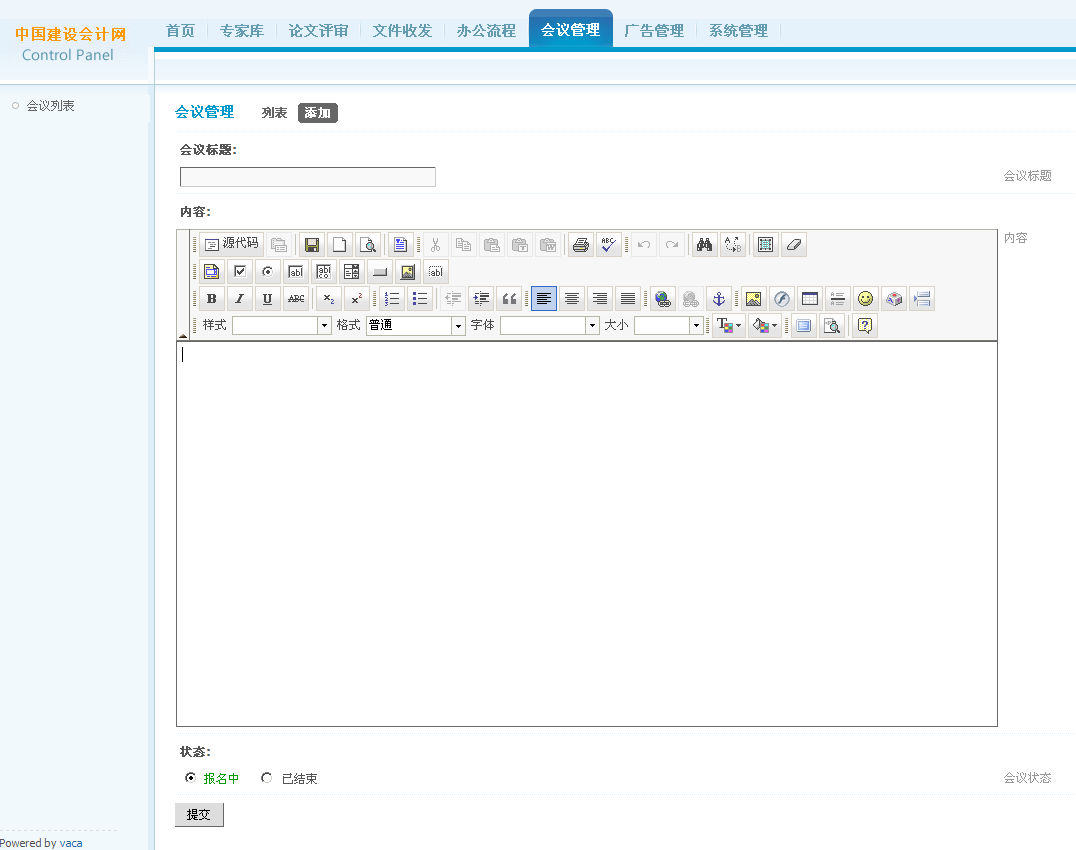 中国建设会计网
Control Panel
首页 专家库 论文评审 文件收发 办公流程 会议管理 广告管理 系统管理
会议列表
会议管理 列表 添加
会议标题:
会议标题
内容:
内容
源代码
样式 格式 普通 字体 大小
状态:
报名中 已结束
会议状态
提交
Powered by vaca